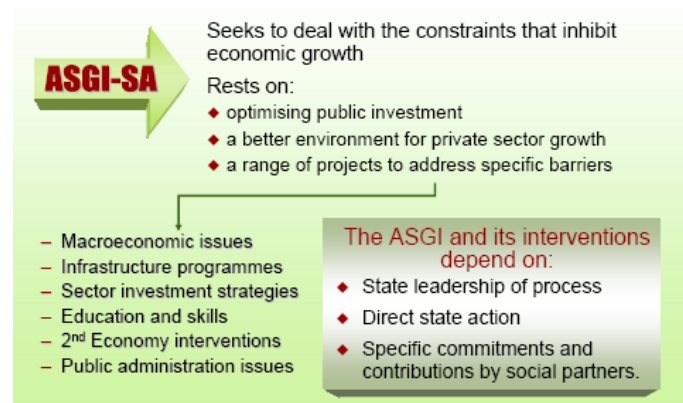 ASGI-SA
Seeks to deal with the constraints that inhibit
economic growth
Rests on:
◆ optimising public investment
◆ a better environment for private sector growth
◆ a range of projects to address specific barriers
– Macroeconomic issues
– Infrastructure programmes
– Sector investment strategies
– Education and skills
– 2nd Economy interventions
– Public administration issues
The ASGI and its interventions
depend on:
◆ State leadership of process
◆ Direct state action
◆ Specific commitments and
contributions by social partners.